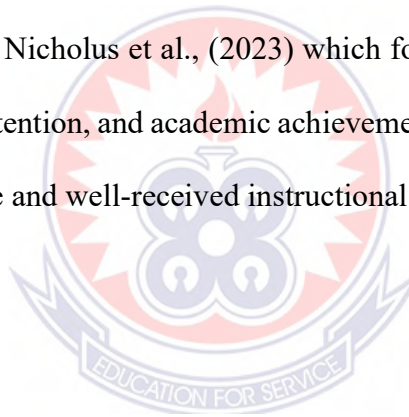 Nicholus et al., (2023) which fo
tention, and academic achieveme
e and well-received instructional
EDUCATION FOR SERVICE